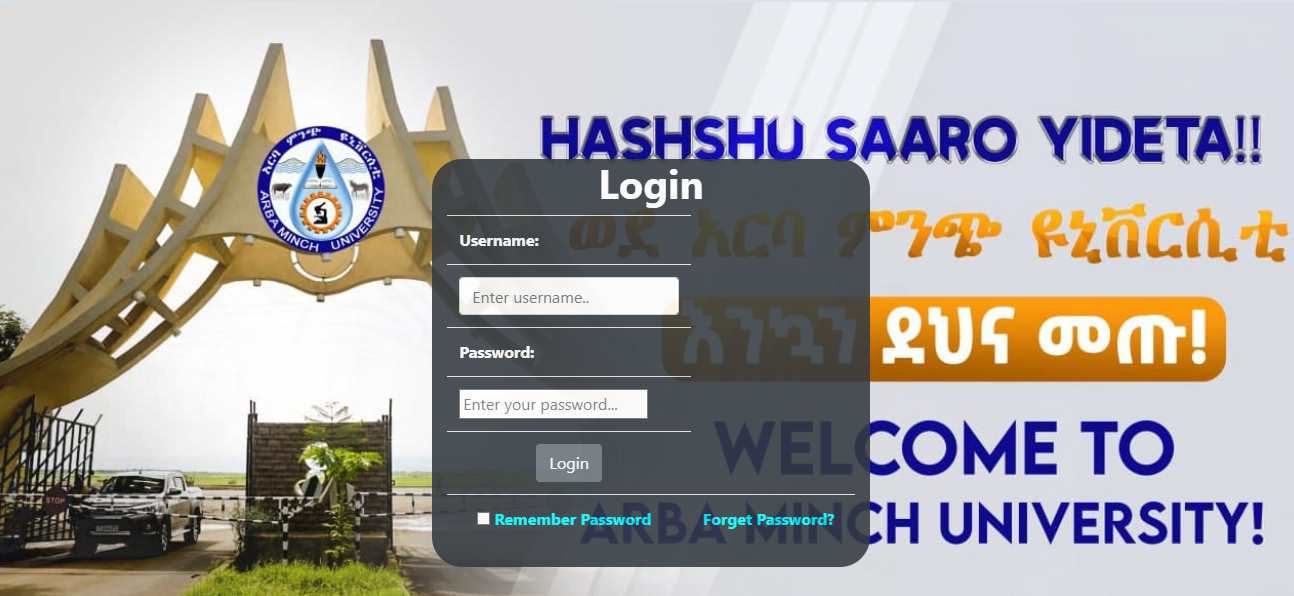 HASHSHU SAARO YIDETA!!
ወደ አርባ ምንጭ ዩኒቨርሲቲ
እንኳን ደህና መጡ!
WELCOME TO
ARBA MINCH UNIVERSITY!
አርባ ምንጭ ዩኒቨርሲቲ
ARBA MINCH UNIVERSITY
Login
Username:
Enter username..
Password:
Enter your password...
Login
Remember Password
Forget Password?
STOP